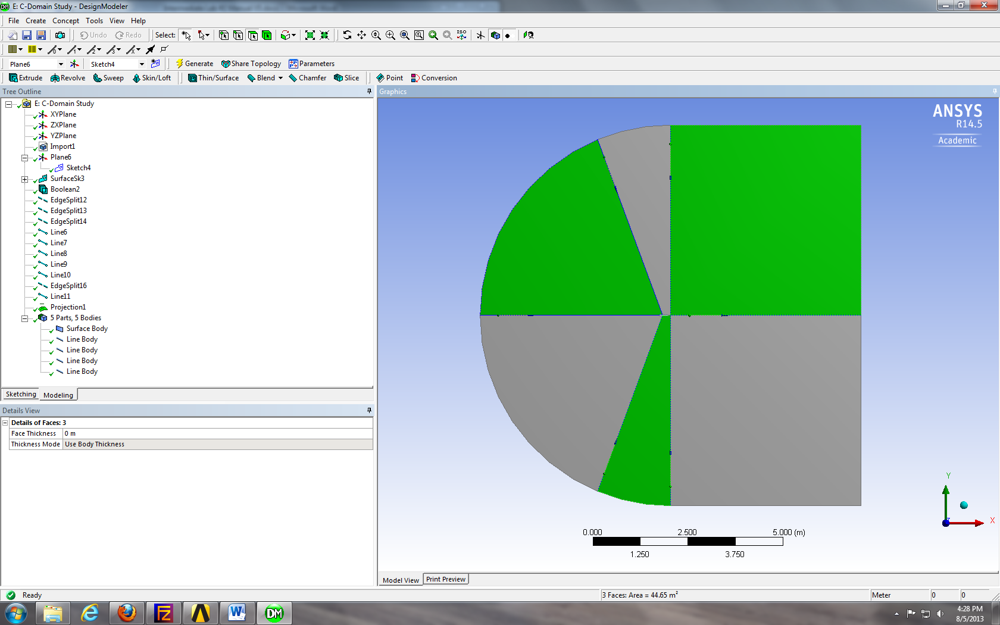 E: C-Domain Study - DesignModeler
File Create Concept Tools View Help
Undo Redo Select: ISO
Plane6 Sketch4 Generate Share Topology Parameters
Extrude Revolve Sweep Skin/Loft Thin/Surface Blend Chamfer Slice Point Conversion
Tree Outline
E: C-Domain Study
XYPlane
ZXPlane
YZPlane
Import1
Plane6
Sketch4
SurfaceSk3
Boolean2
EdgeSplit12
EdgeSplit13
EdgeSplit14
Line6
Line7
Line8
Line9
Line10
EdgeSplit16
Line11
Projection1
5 Parts, 5 Bodies
Surface Body
Line Body
Line Body
Line Body
Line Body
Sketching Modeling
Details View
Details of Faces: 3
Face Thickness 0 m
Thickness Mode Use Body Thickness
Graphics
ANSYS
R14.5
Academic
0.000 2.500 5.000 (m)
1.250 3.750
Y
X
Model View Print Preview
Ready 3 Faces: Area = 44.65 m² Meter 0 0
4:28 PM
8/5/2013